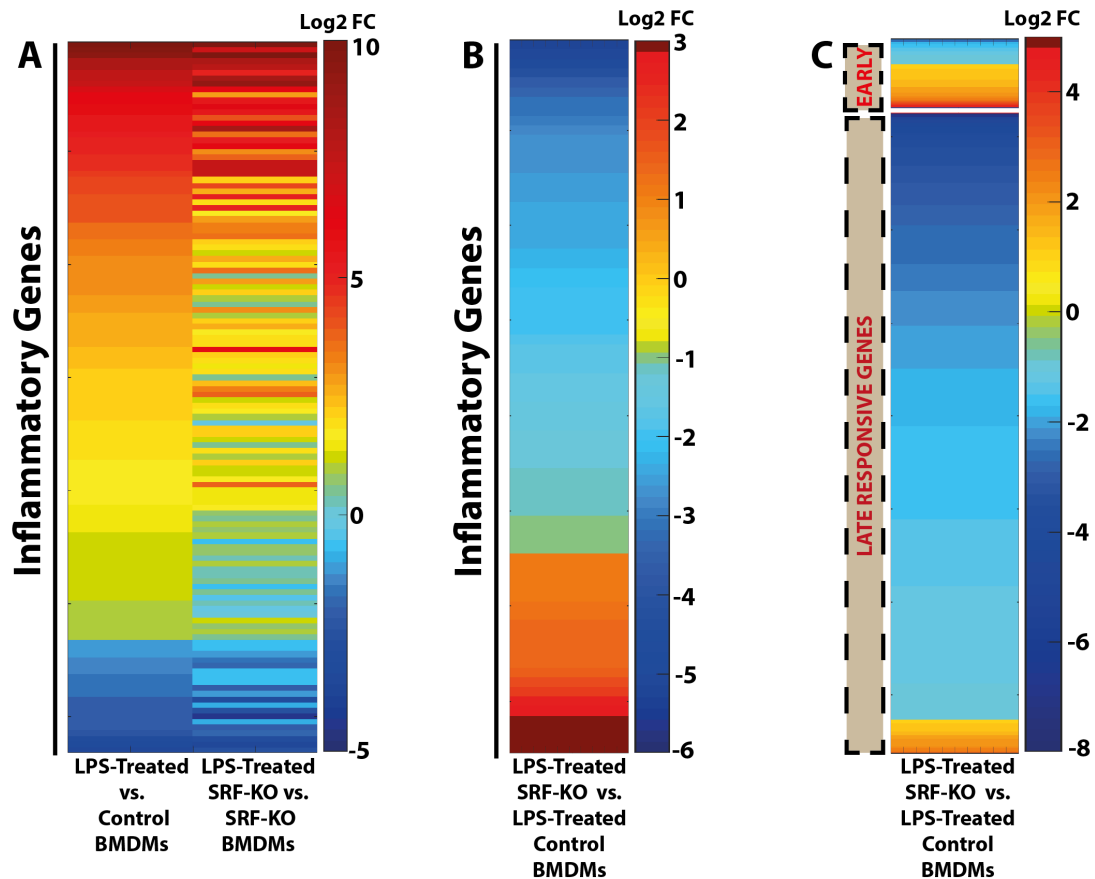 A
Log2 FC
10
5
0
-5
Inflammatory Genes
LPS-Treated
vs.
Control
BMDMs
LPS-Treated
SRF-KO vs.
SRF-KO
BMDMs
B
Log2 FC
3
2
1
0
-1
-2
-3
-4
-5
-6
Inflammatory Genes
LPS-Treated
SRF-KO vs.
LPS-Treated
Control
BMDMs
C
Log2 FC
4
2
0
-2
-4
-6
-8
EARLY
LATE RESPONSIVE GENES
LPS-Treated
SRF-KO vs.
LPS-Treated
Control
BMDMs